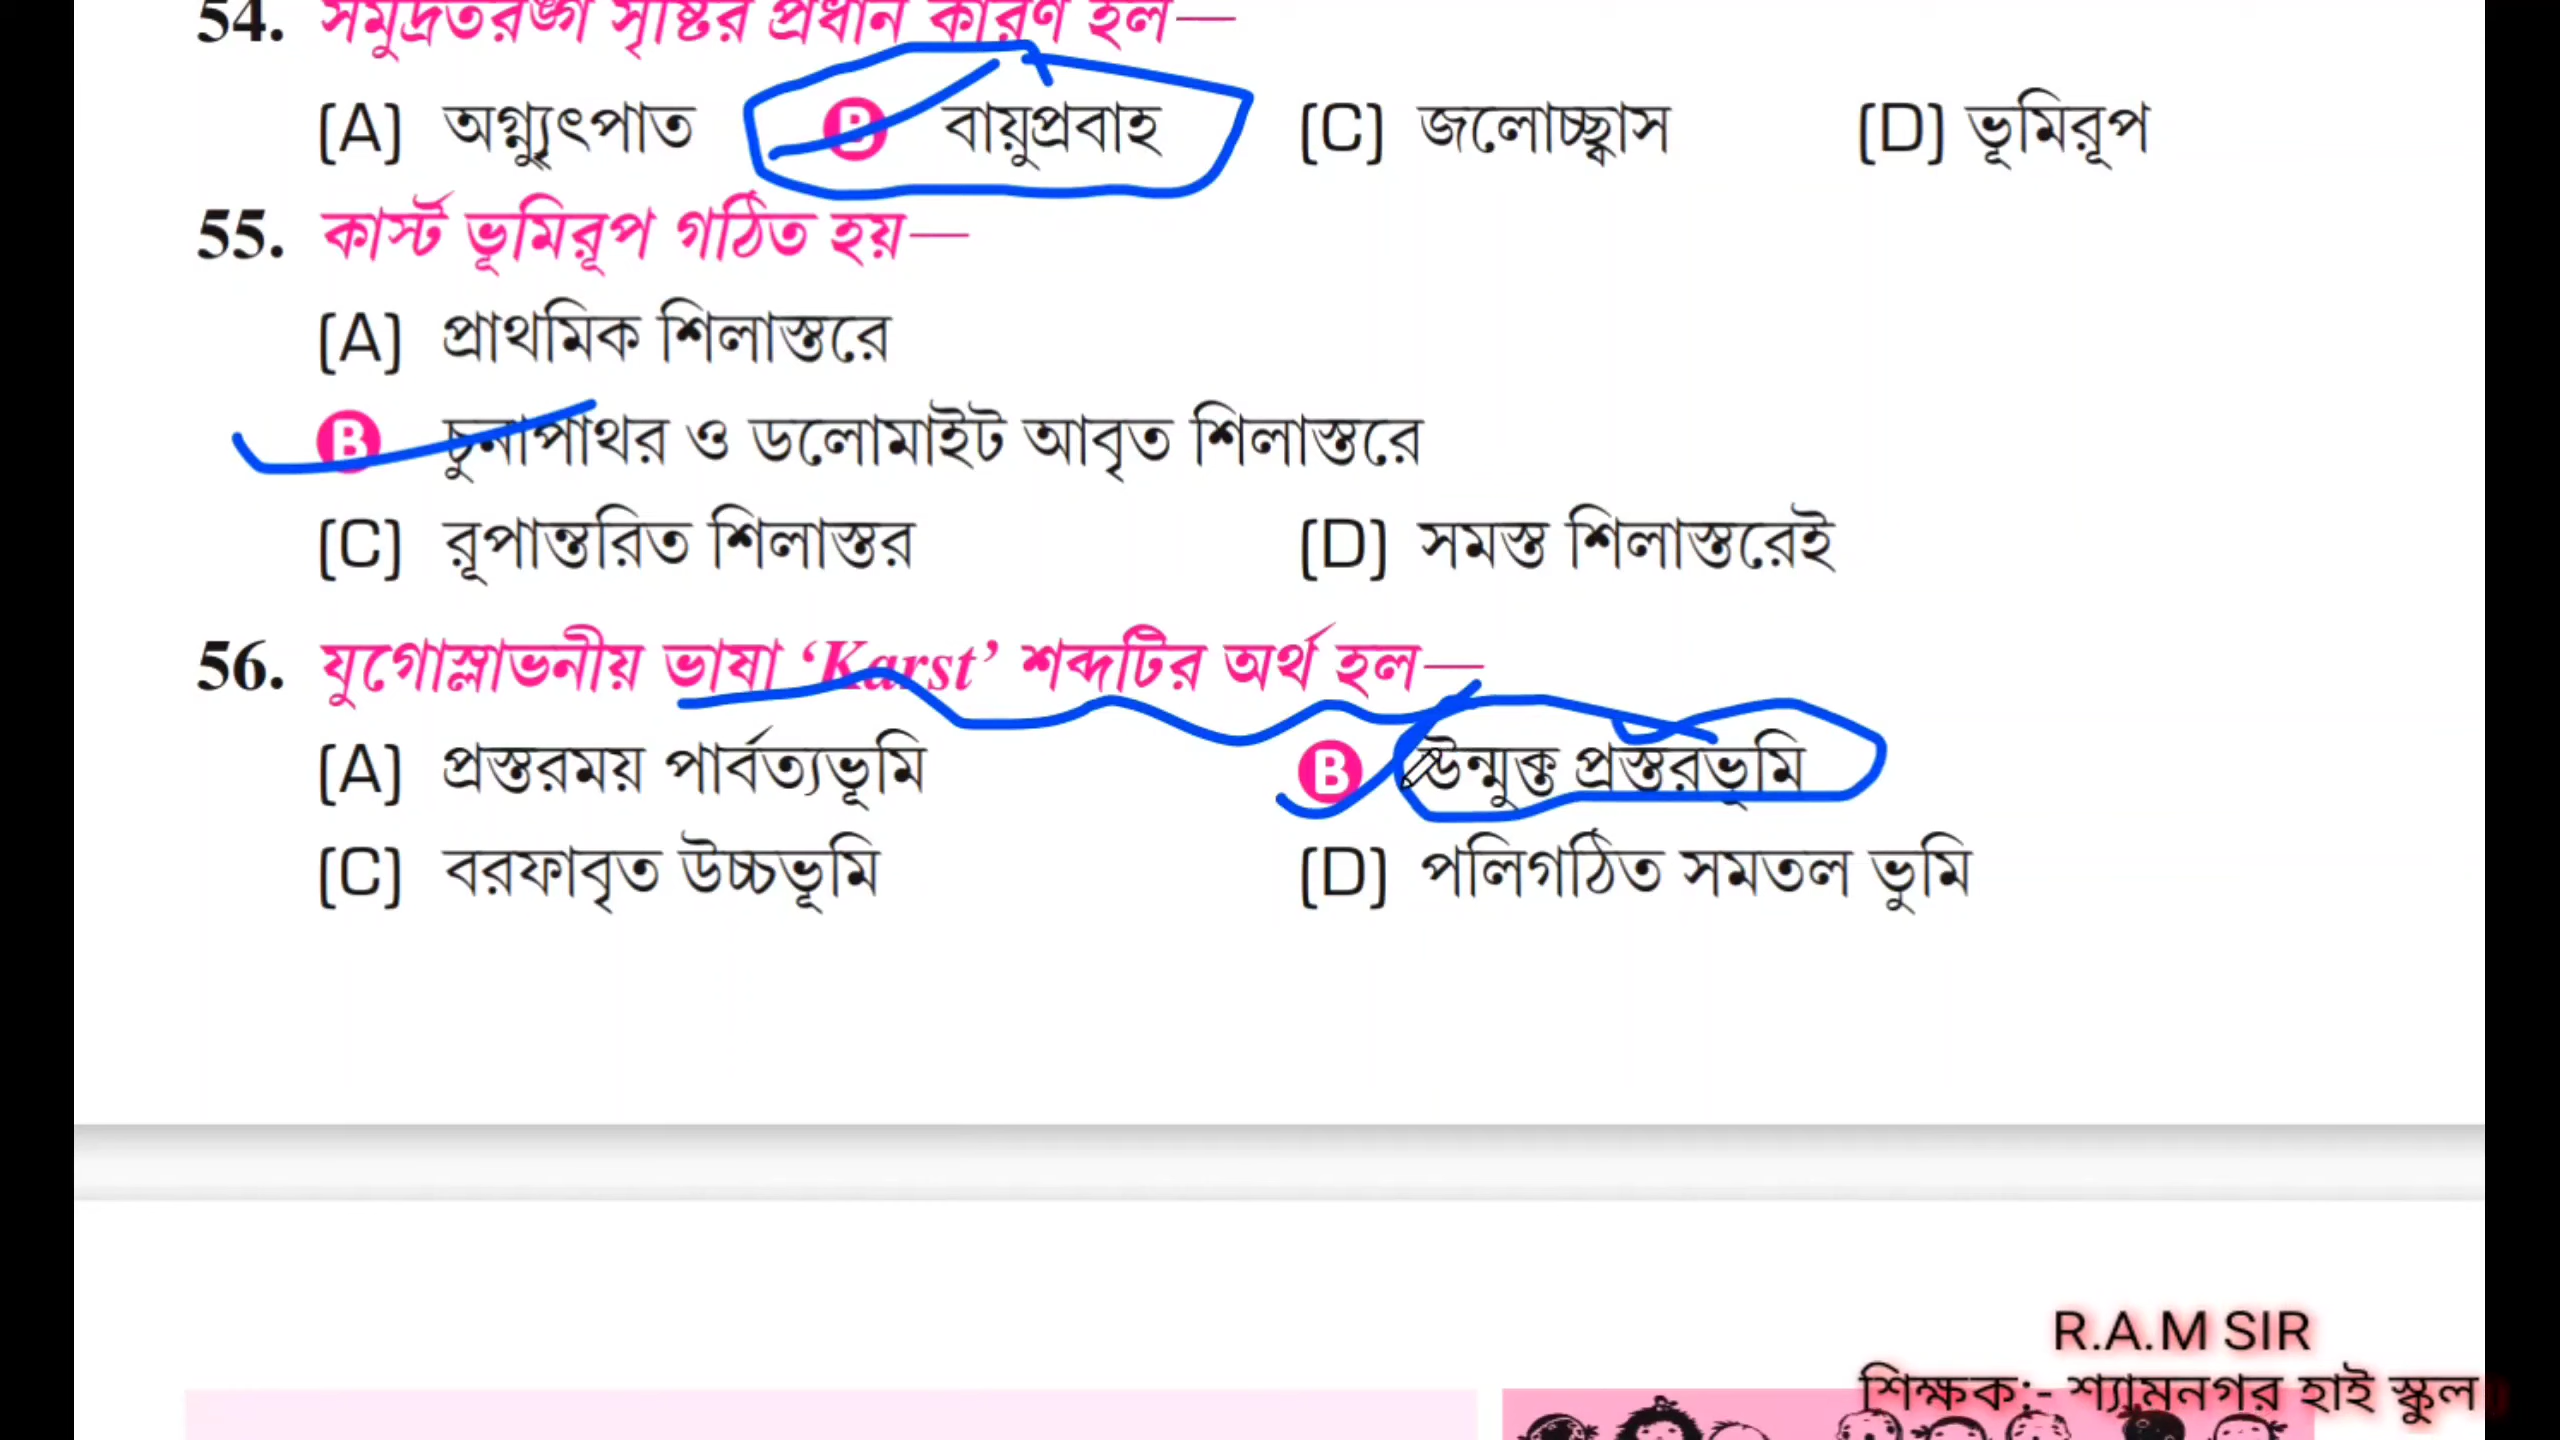 54. সমুদ্রতরঙ্গ সৃষ্টির প্রধান কারণ হল—
(A) অগ্ন্যুৎপাত B বায়ুপ্রবাহ (C) জলোচ্ছ্বাস (D) ভূমিরূপ
55. কার্স্ট ভূমিরূপ গঠিত হয়—
(A) প্রাথমিক শিলাস্তরে
B চুনাপাথর ও ডলোমাইট আবৃত শিলাস্তরে
(C) রূপান্তরিত শিলাস্তর (D) সমস্ত শিলাস্তরেই
56. যুগোস্লাভনীয় ভাষা ‘Karst’ শব্দটির অর্থ হল—
(A) প্রস্তরময় পার্বত্যভূমি B উন্মুক্ত প্রস্তরভূমি
(C) বরফাবৃত উচ্চভূমি (D) পলিগঠিত সমতল ভুমি
R.A.M SIR
শিক্ষক:- শ্যামনগর হাই স্কুল